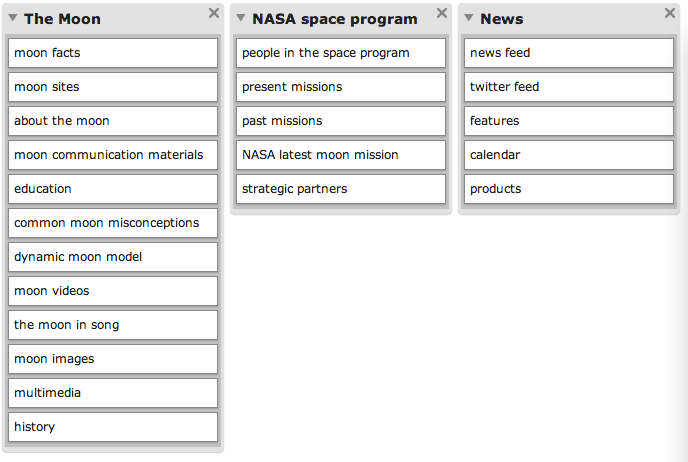 The Moon
moon facts
moon sites
about the moon
moon communication materials
education
common moon misconceptions
dynamic moon model
moon videos
the moon in song
moon images
multimedia
history
NASA space program
people in the space program
present missions
past missions
NASA latest moon mission
strategic partners
News
news feed
twitter feed
features
calendar
products